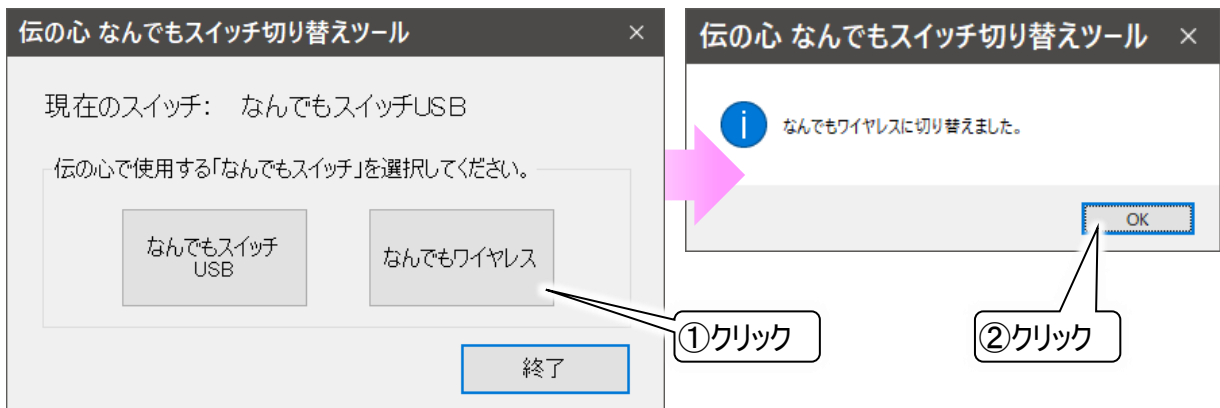 伝の心 なんでもスイッチ切り替えツール
現在のスイッチ: なんでもスイッチUSB
伝の心で使用する「なんでもスイッチ」を選択してください。
なんでもスイッチ
USB
なんでもワイヤレス
①クリック
終了
伝の心 なんでもスイッチ切り替えツール
なんでもワイヤレスに切り替えました。
OK
②クリック